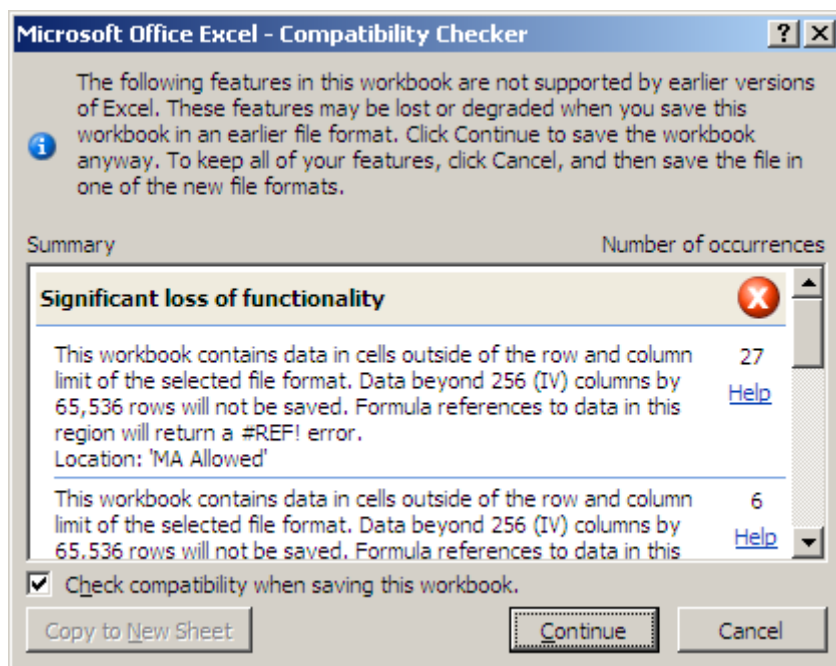 Microsoft Office Excel - Compatibility Checker
The following features in this workbook are not supported by earlier versions
of Excel. These features may be lost or degraded when you save this
workbook in an earlier file format. Click Continue to save the workbook
anyway. To keep all of your features, click Cancel, and then save the file in
one of the new file formats.
Summary Number of occurrences
Significant loss of functionality
This workbook contains data in cells outside of the row and column 27
limit of the selected file format. Data beyond 256 (IV) columns by Help
65,536 rows will not be saved. Formula references to data in this
region will return a #REF! error.
Location: 'MA Allowed'
This workbook contains data in cells outside of the row and column 6
limit of the selected file format. Data beyond 256 (IV) columns by Help
65,536 rows will not be saved. Formula references to data in this
Check compatibility when saving this workbook.
Copy to New Sheet Continue Cancel